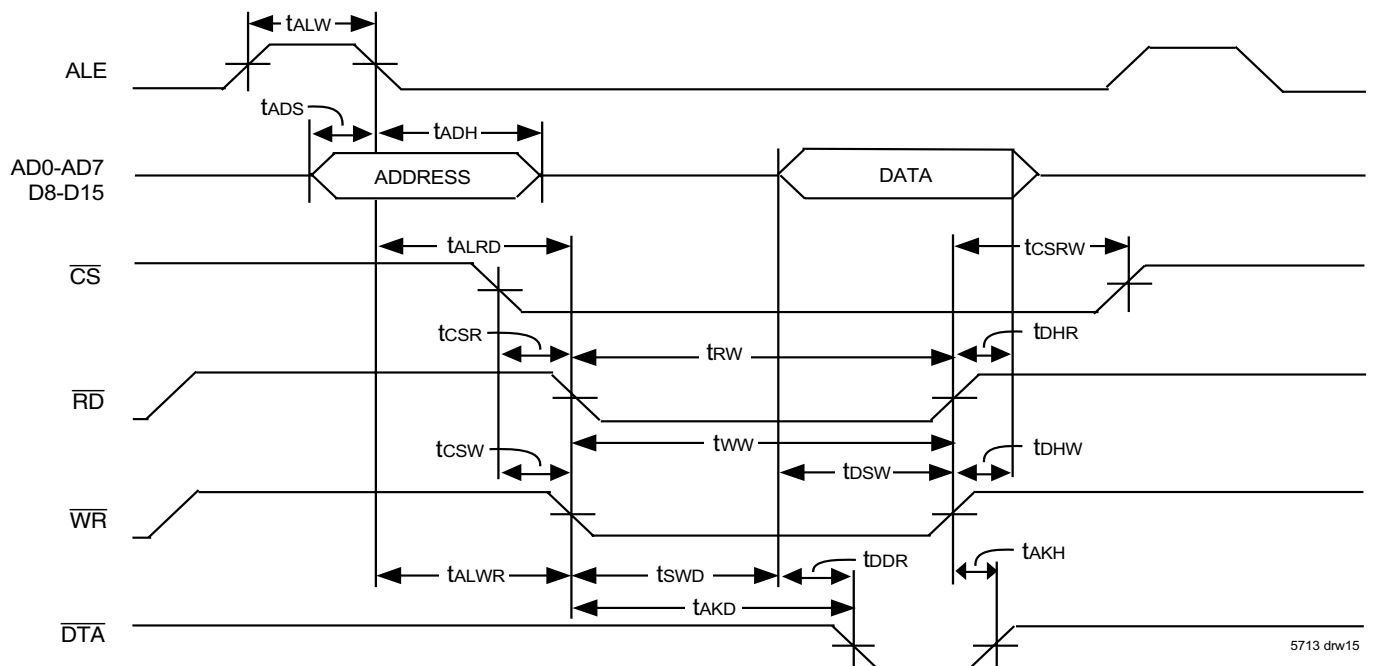 tALW
ALE
tADS
tADH
AD0-AD7
D8-D15
ADDRESS
DATA
tALRD
tCSRW
CS
tCSR
tRW
tDHR
RD
tCSW
tWW
tDHW
tDSW
WR
tDDR
tAKH
tALWR
tSWD
tAKD
DTA
5713 drw15